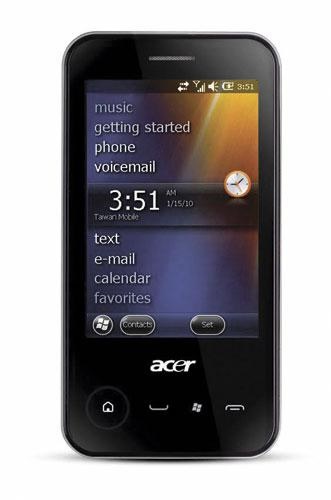 3:51
music
getting started
phone
voicemail
3:51 AM
1/15/10
Taiwan Mobile
text
e-mail
calendar
favorites
Contacts
Set
acer